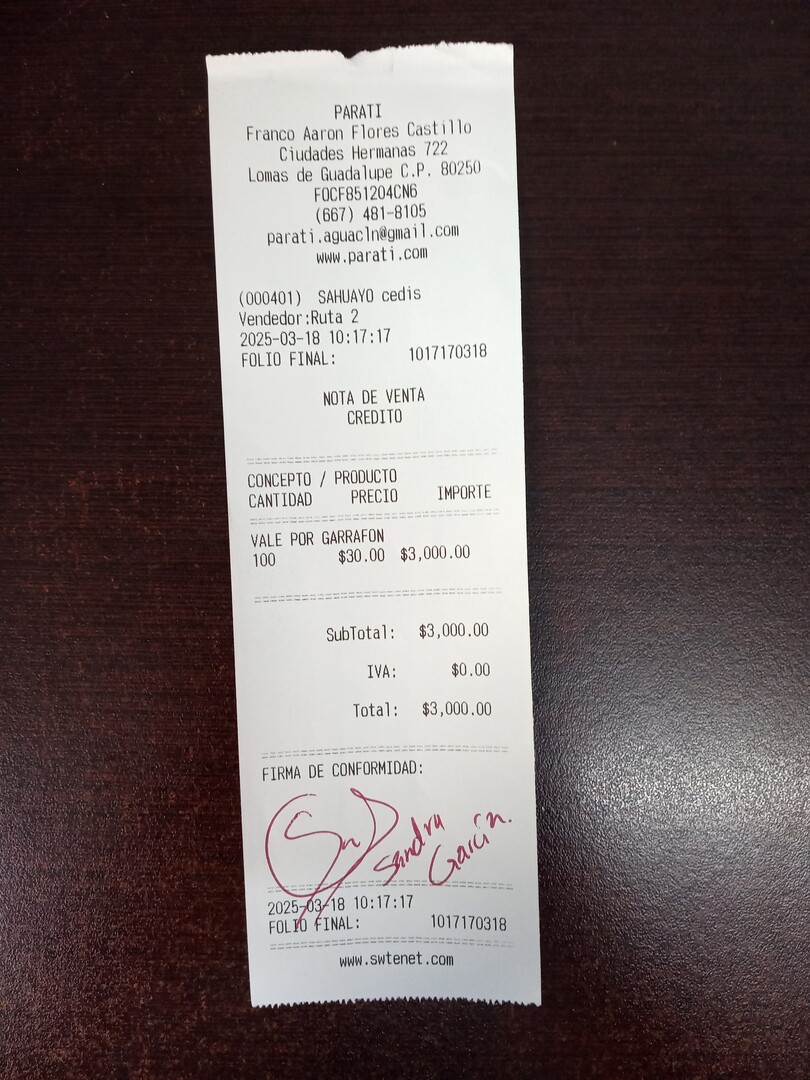 PARATI
Franco Aaron Flores Castillo
Ciudades Hermanas 722
Lomas de Guadalupe C.P. 80250
FOCF851204CN6
(667) 481-8105
parati.aguacln@gmail.com
www.parati.com
(000401) SAHUAYO cedis
Vendedor:Ruta 2
2025-03-18 10:17:17
FOLIO FINAL: 1017170318
NOTA DE VENTA
CREDITO
CONCEPTO / PRODUCTO
CANTIDAD PRECIO IMPORTE
VALE POR GARRAFON
100 $30.00 $3,000.00
SubTotal: $3,000.00
IVA: $0.00
Total: $3,000.00
FIRMA DE CONFORMIDAD:
Sandra
García.
2025-03-18 10:17:17
FOLIO FINAL: 1017170318
www.swtenet.com